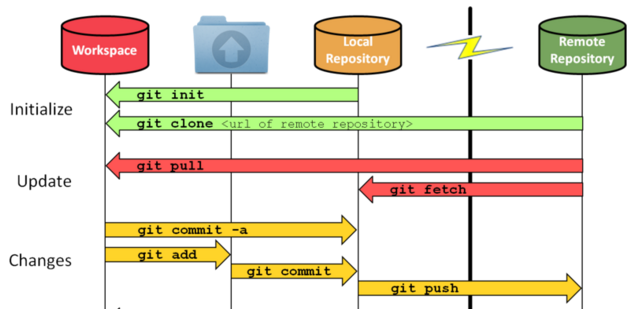 Workspace
Local
Repository
Remote
Repository
Initialize
git init
git clone <url of remote repository>
Update
git pull
git fetch
Changes
git commit -a
git add
git commit
git push